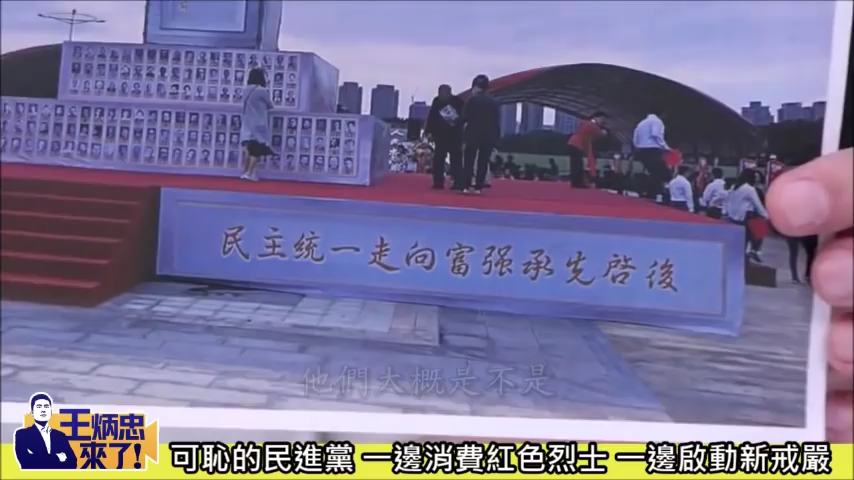 民主統一走向富强承先啓後
他們大概是不是
王炳忠
來了!
可恥的民進黨 一邊消費紅色烈士 一邊啟動新戒嚴